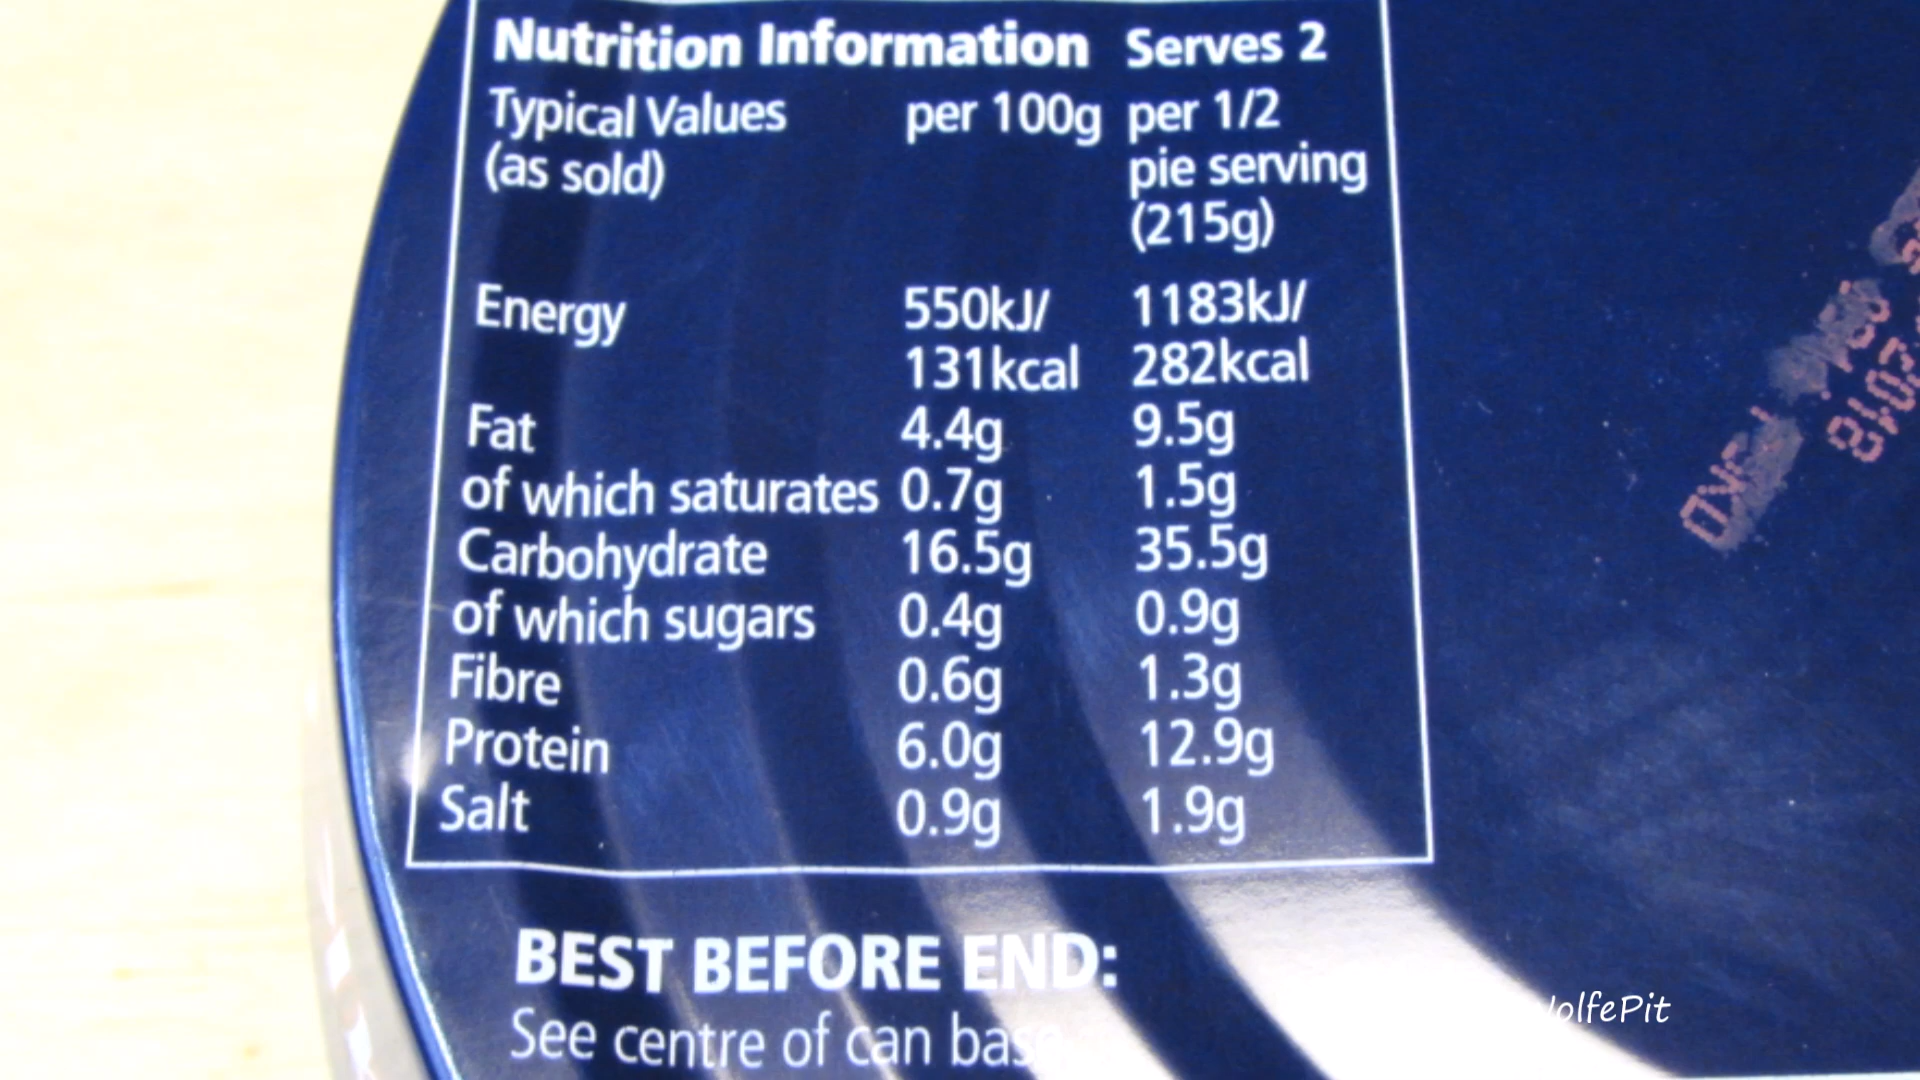 Nutrition Information Serves 2
Typical Values per 100g per 1/2
(as sold) pie serving
(215g)
Energy 550kJ/ 1183kJ/
131kcal 282kcal
Fat 4.4g 9.5g
of which saturates 0.7g 1.5g
Carbohydrate 16.5g 35.5g
of which sugars 0.4g 0.9g
Fibre 0.6g 1.3g
Protein 6.0g 12.9g
Salt 0.9g 1.9g
BEST BEFORE END:
See centre of can base